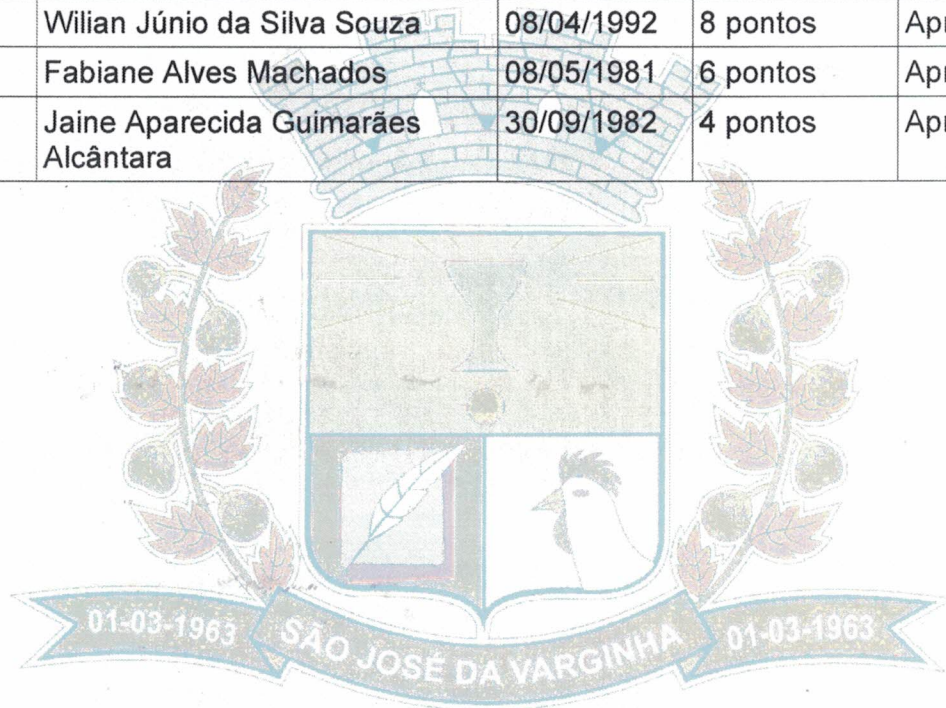 Wilian Júnio da Silva Souza 08/04/1992 8 pontos
Fabiane Alves Machados 08/05/1981 6 pontos
Jaine Aparecida Guimarães 30/09/1982 4 pontos
Alcântara
01-03-1963 SÃO JOSÉ DA VARGINHA 01-03-1963